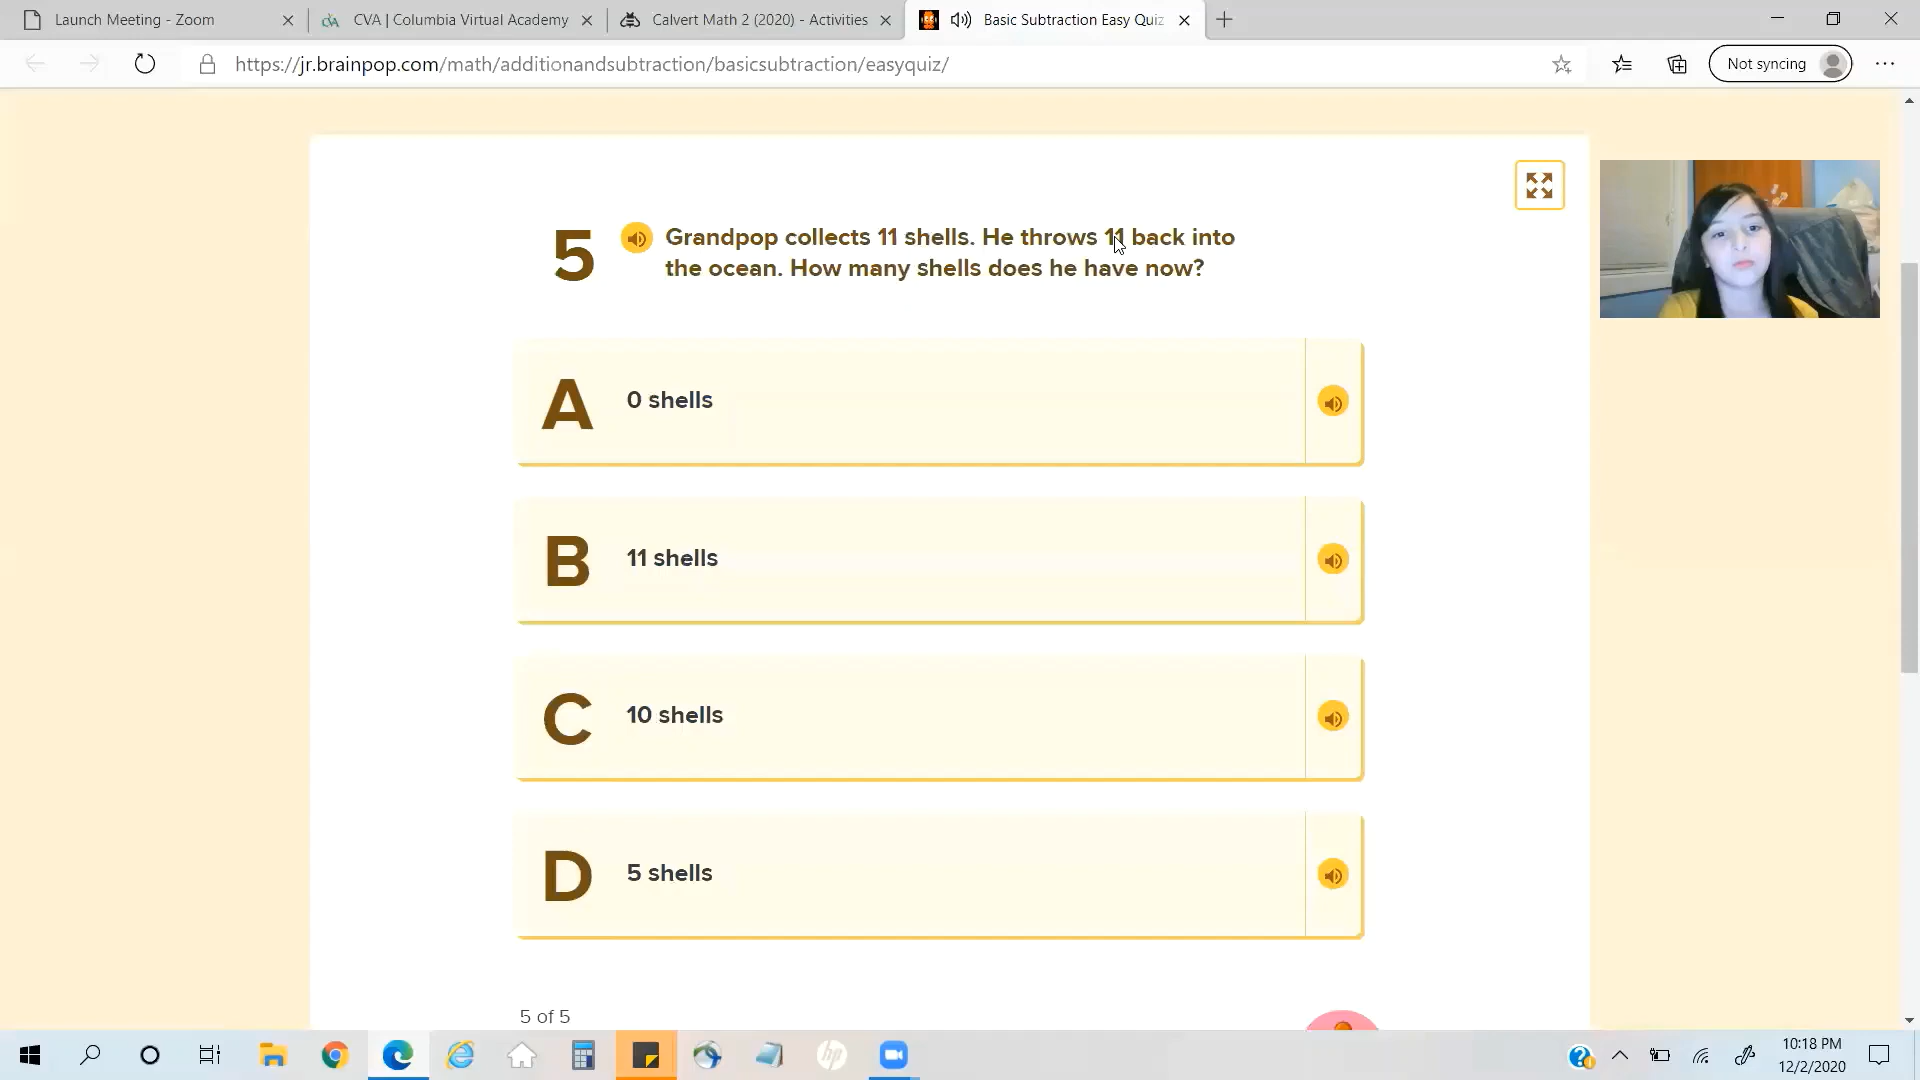 Launch Meeting - Zoom
CVA | Columbia Virtual Academy
Calvert Math 2 (2020) - Activities
Basic Subtraction Easy Quiz
https://jr.brainpop.com/math/additionandsubtraction/basicsubtraction/easyquiz/
Not syncing
5
Grandpop collects 11 shells. He throws 11 back into
the ocean. How many shells does he have now?
A
0 shells
B
11 shells
C
10 shells
D
5 shells
5 of 5
10:18 PM
12/2/2020